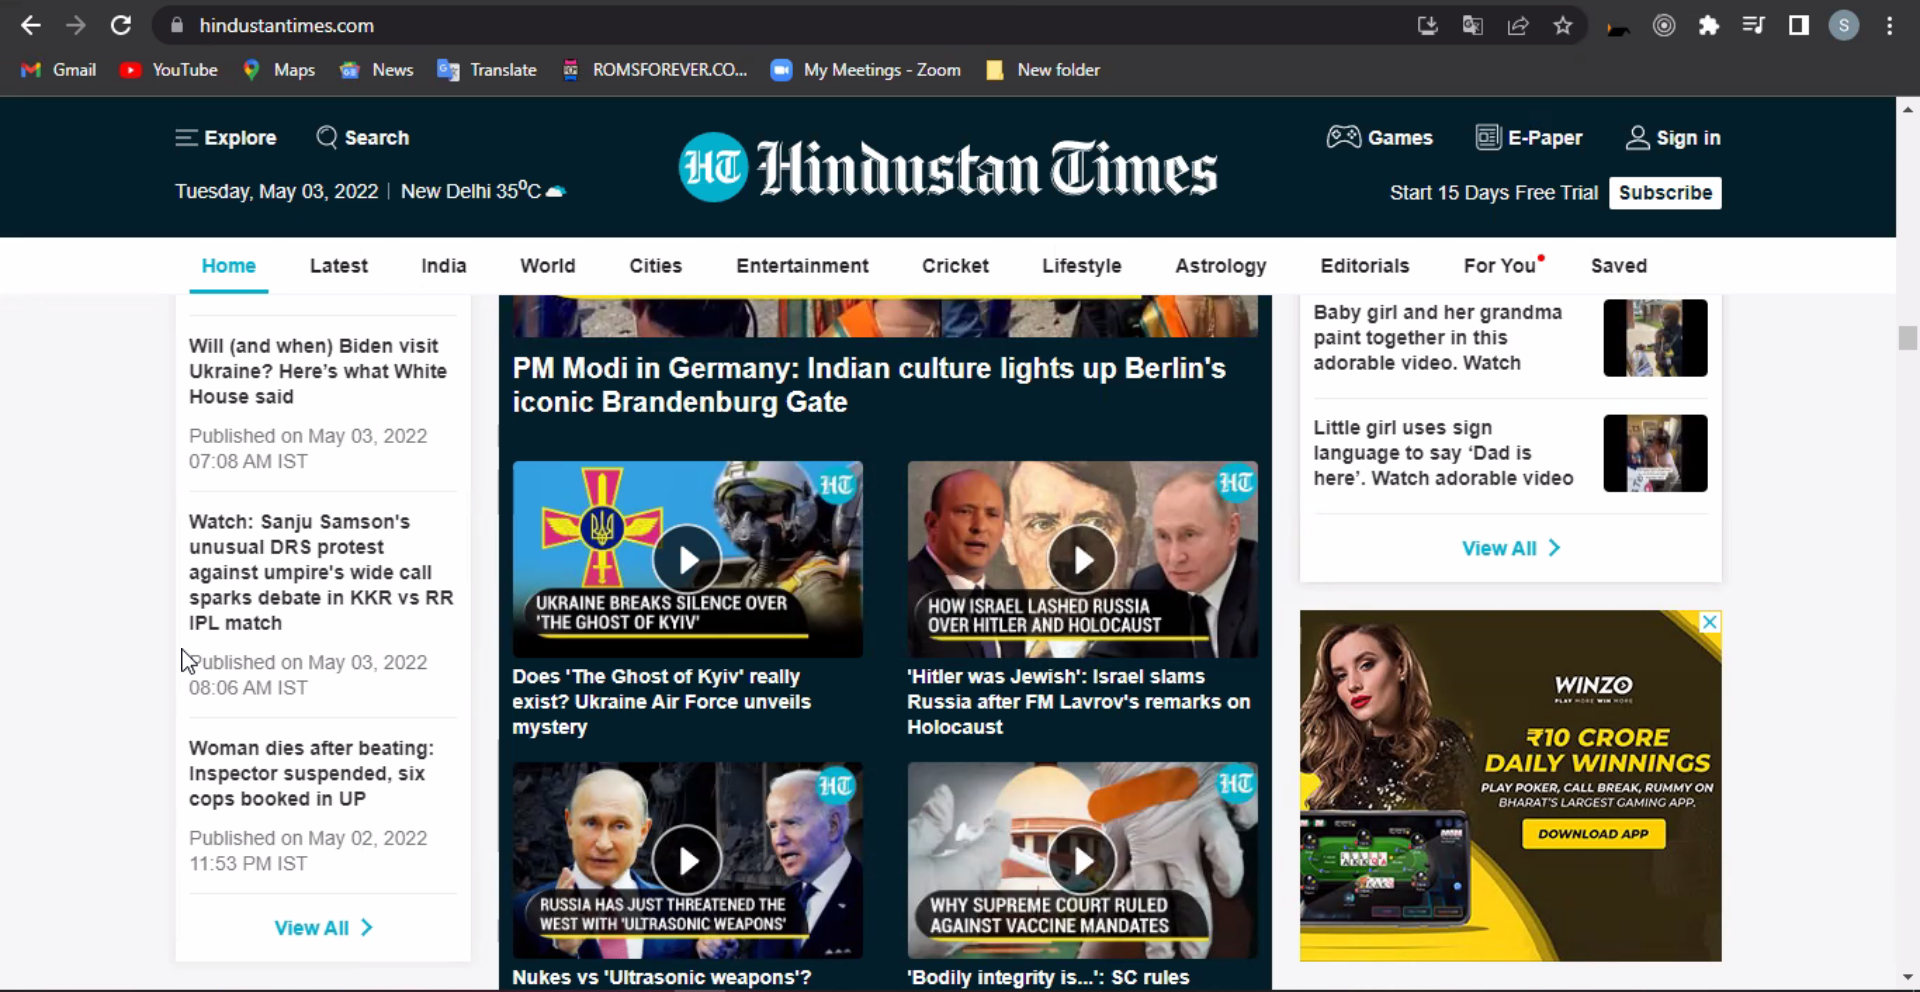 hindustantimes.com
S
Gmail
YouTube
Maps
News
Translate
ROMSFOREVER.CO...
My Meetings - Zoom
New folder
Explore
Search
HT Hindustan Times
Games
E-Paper
Sign in
Tuesday, May 03, 2022 | New Delhi 35⁰C
Start 15 Days Free Trial
Subscribe
Home
Latest
India
World
Cities
Entertainment
Cricket
Lifestyle
Astrology
Editorials
For You
Saved
Will (and when) Biden visit
Ukraine? Here's what White
House said
Published on May 03, 2022
07:08 AM IST
Watch: Sanju Samson's
unusual DRS protest
against umpire's wide call
sparks debate in KKR vs RR
IPL match
Published on May 03, 2022
08:06 AM IST
Woman dies after beating:
Inspector suspended, six
cops booked in UP
Published on May 02, 2022
11:53 PM IST
View All
PM Modi in Germany: Indian culture lights up Berlin's
iconic Brandenburg Gate
HT
UKRAINE BREAKS SILENCE OVER
'THE GHOST OF KYIV'
Does 'The Ghost of Kyiv' really
exist? Ukraine Air Force unveils
mystery
HT
HOW ISRAEL LASHED RUSSIA
OVER HITLER AND HOLOCAUST
'Hitler was Jewish': Israel slams
Russia after FM Lavrov's remarks on
Holocaust
HT
RUSSIA HAS JUST THREATENED THE
WEST WITH 'ULTRASONIC WEAPONS'
Nukes vs 'Ultrasonic weapons'?
HT
WHY SUPREME COURT RULED
AGAINST VACCINE MANDATES
'Bodily integrity is...': SC rules
Baby girl and her grandma
paint together in this
adorable video. Watch
Little girl uses sign
language to say ‘Dad is
here’. Watch adorable video
View All
WINZO
PLAY MORE WIN MORE
₹10 CRORE
DAILY WINNINGS
PLAY POKER, CALL BREAK, RUMMY ON
BHARAT'S LARGEST GAMING APP.
DOWNLOAD APP